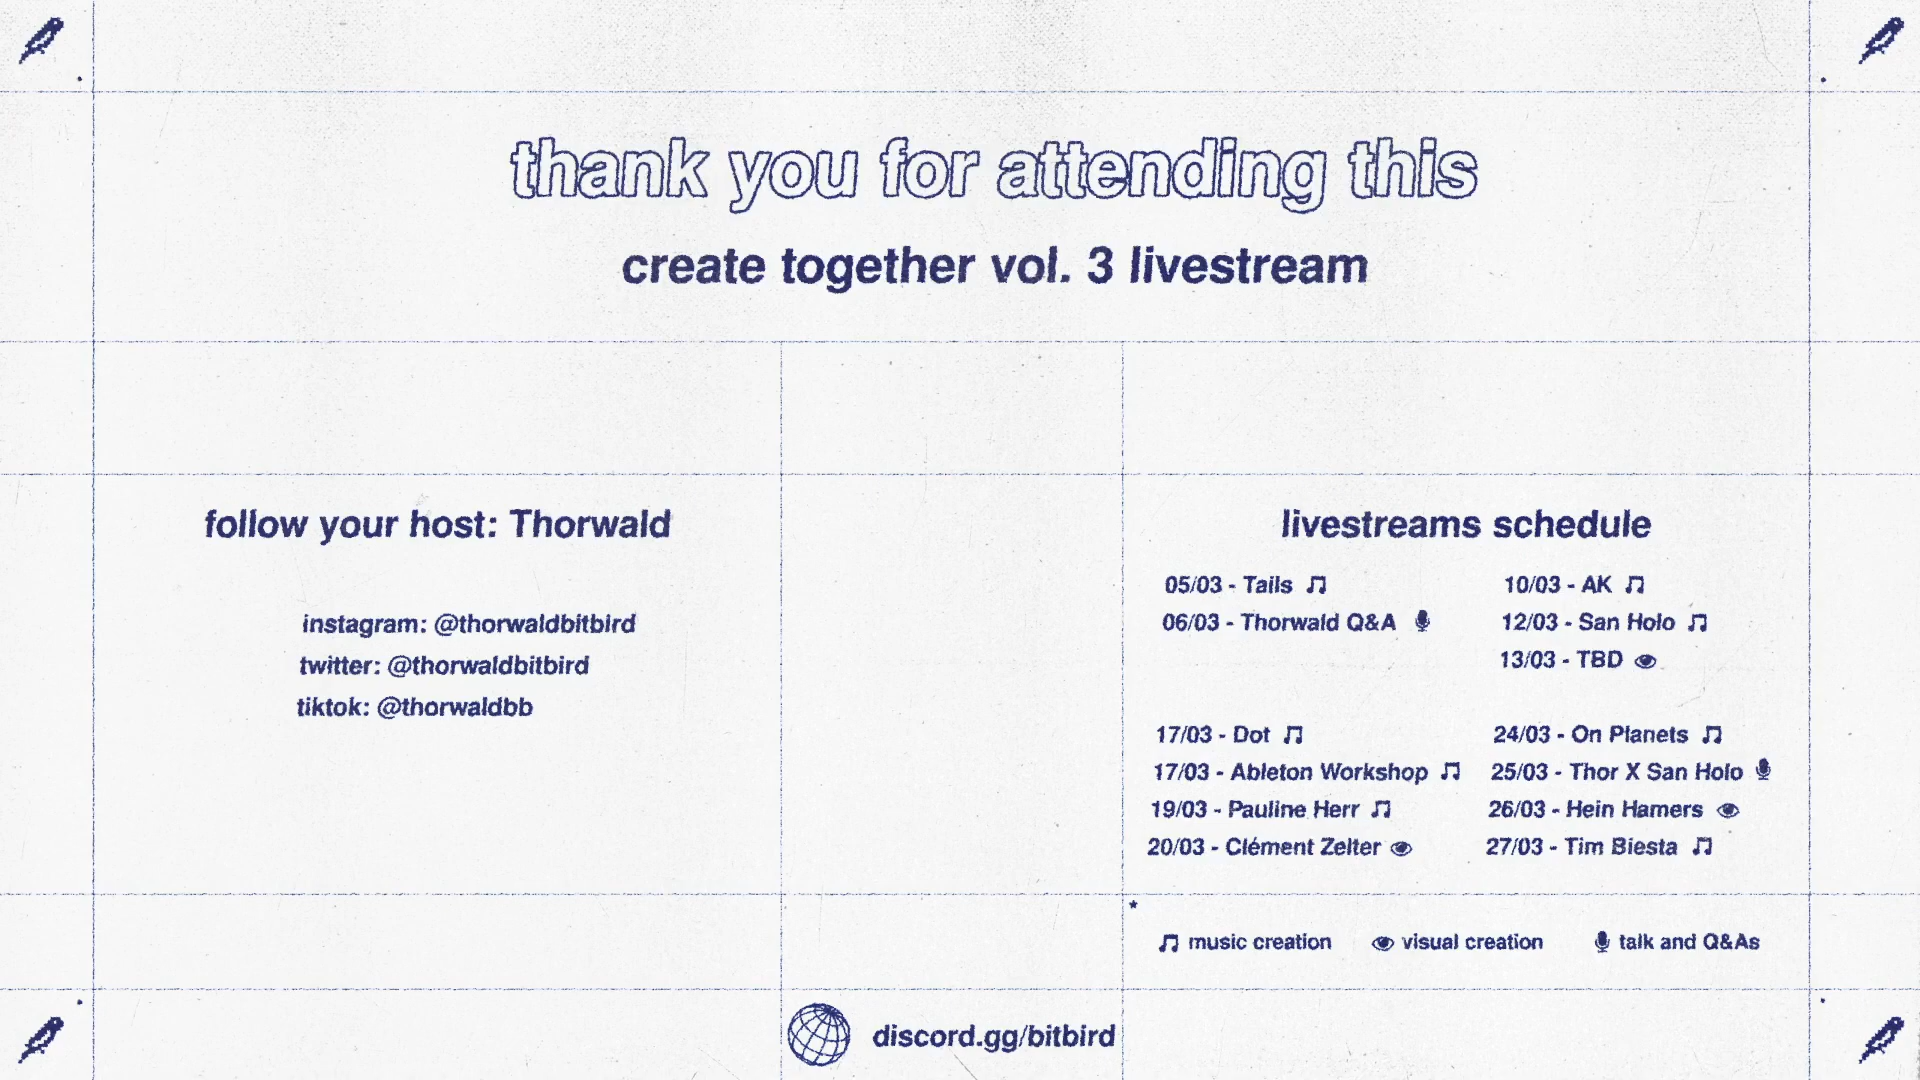 thank you for attending this
create together vol. 3 livestream
follow your host: Thorwald
instagram: @thorwaldbitbird
twitter: @thorwaldbitbird
tiktok: @thorwaldbb
livestreams schedule
05/03 - Tails
06/03 - Thorwald Q&A
10/03 - AK
12/03 - San Holo
13/03 - TBD
17/03 - Dot
17/03 - Ableton Workshop
19/03 - Pauline Herr
20/03 - Clément Zelter
24/03 - On Planets
25/03 - Thor X San Holo
26/03 - Hein Hamers
27/03 - Tim Biesta
music creation
visual creation
talk and Q&As
discord.gg/bitbird